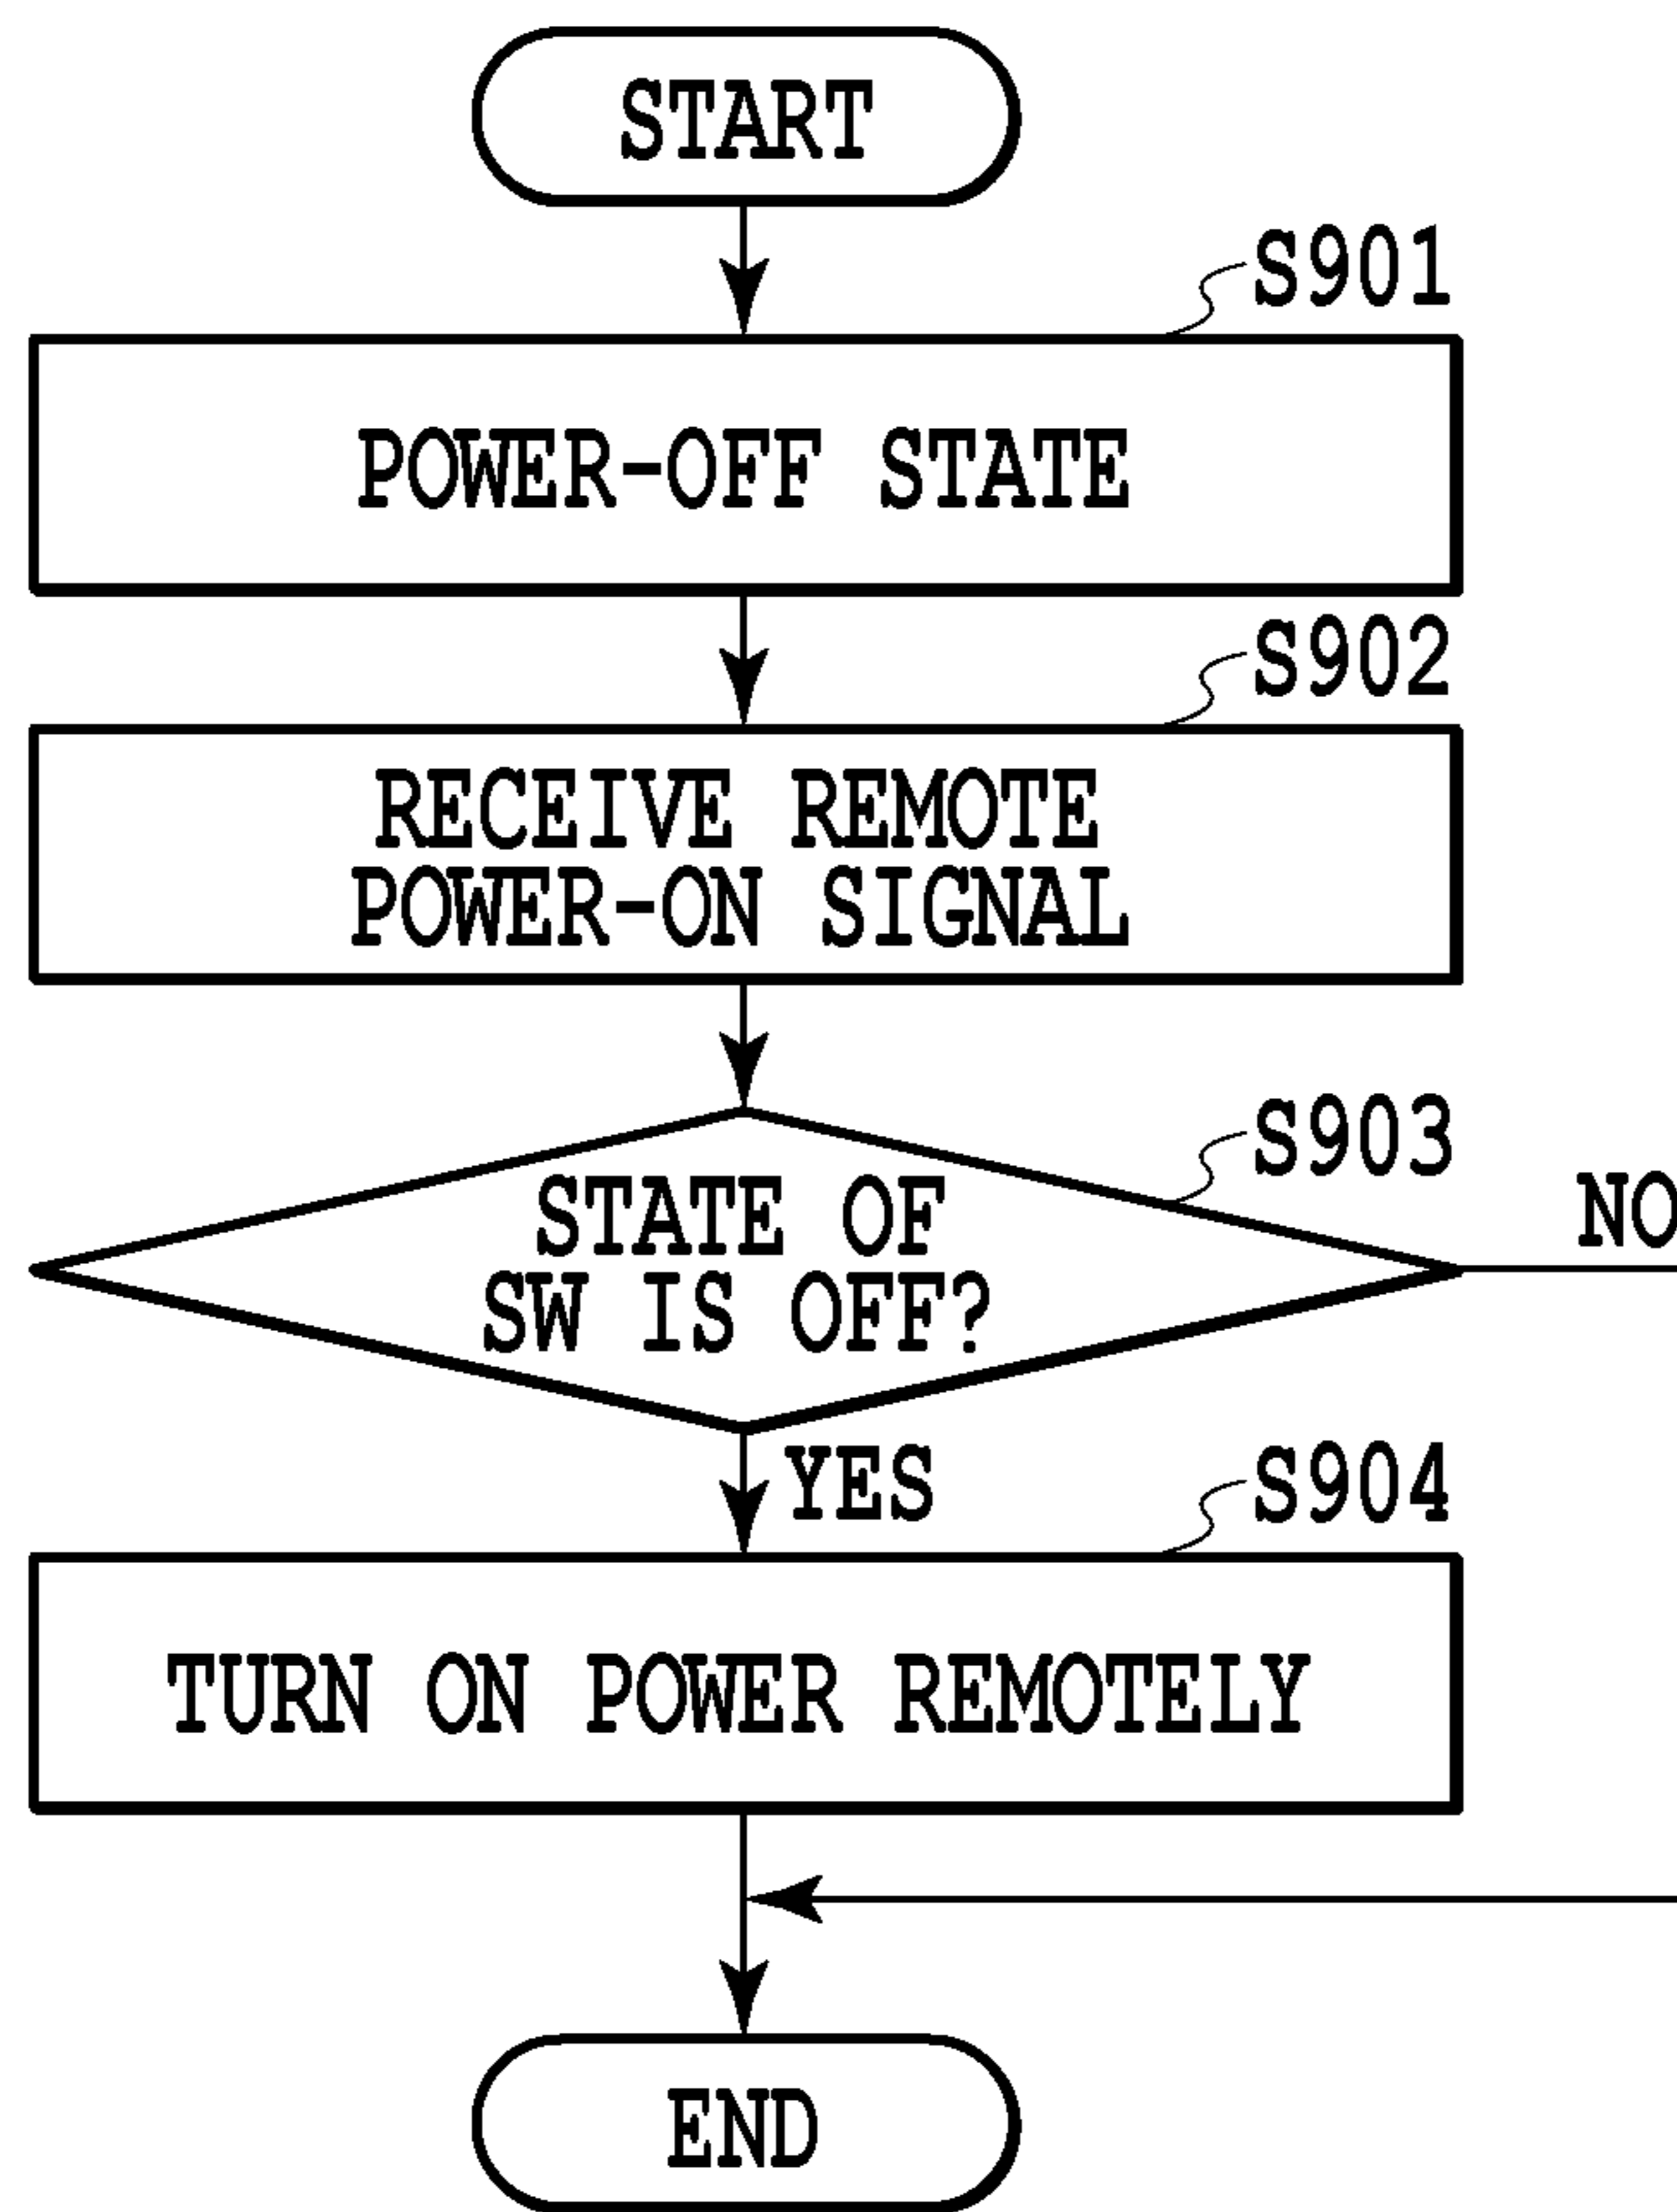 START
S901
POWER-OFF STATE
S902
RECEIVE REMOTE
POWER-ON SIGNAL
S903
STATE OF
SW IS OFF?
NO
YES
S904
TURN ON POWER REMOTELY
END